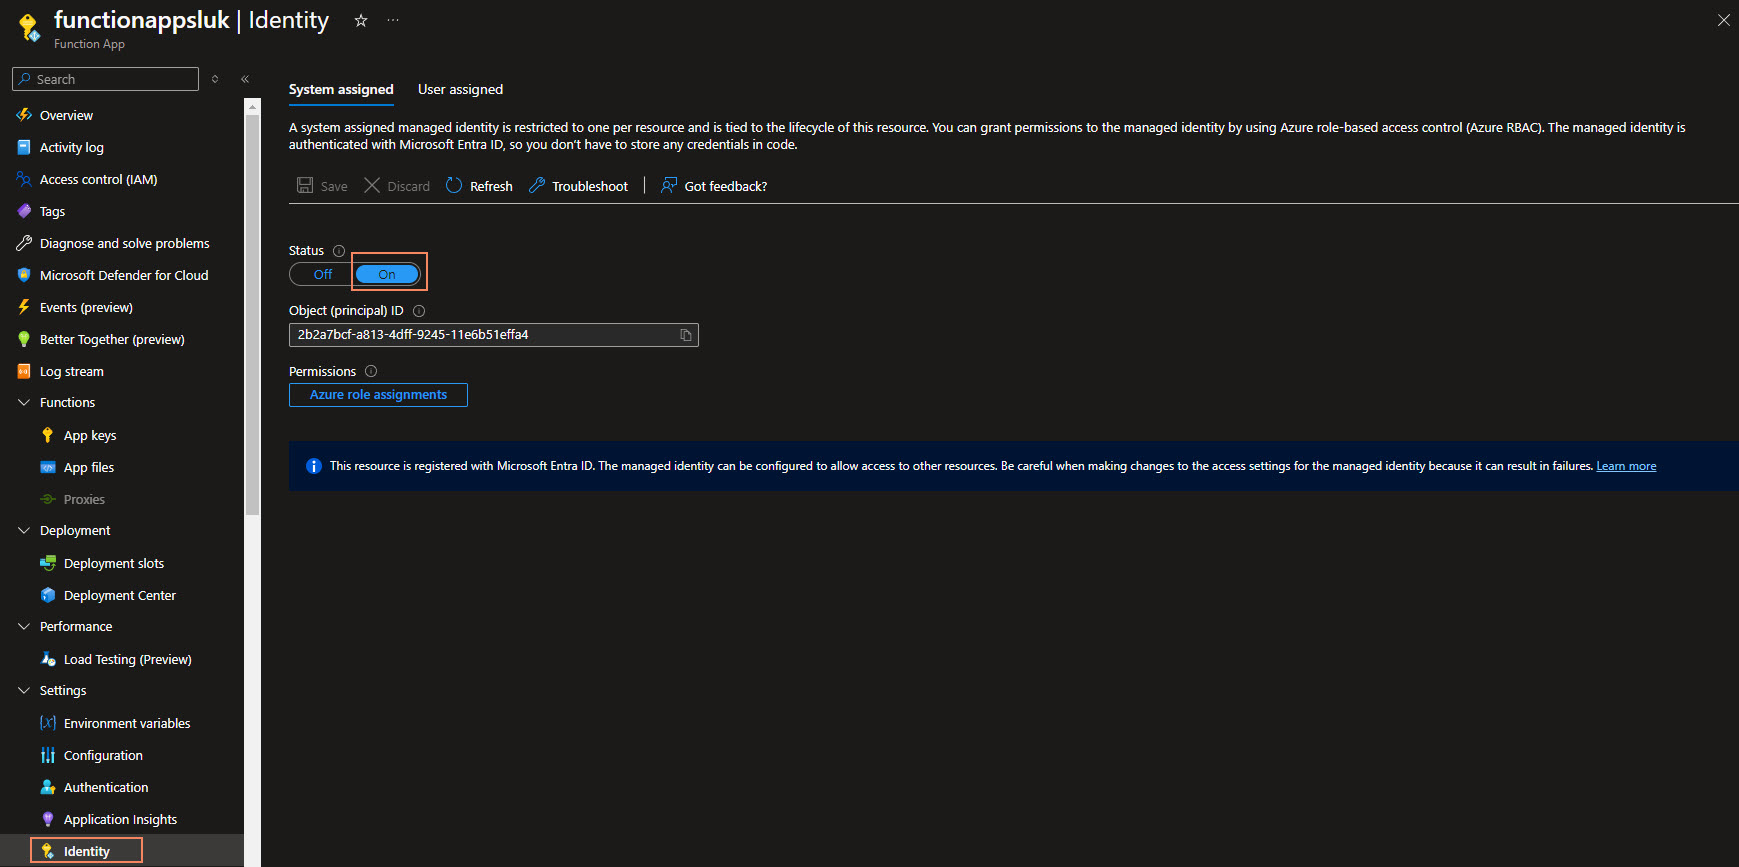 functionappsluk | Identity
Function App
Search
Overview
Activity log
Access control (IAM)
Tags
Diagnose and solve problems
Microsoft Defender for Cloud
Events (preview)
Better Together (preview)
Log stream
Functions
App keys
App files
Proxies
Deployment
Deployment slots
Deployment Center
Performance
Load Testing (Preview)
Settings
Environment variables
Configuration
Authentication
Application Insights
Identity
System assigned User assigned
A system assigned managed identity is restricted to one per resource and is tied to the lifecycle of this resource. You can grant permissions to the managed identity by using Azure role-based access control (Azure RBAC). The managed identity is
authenticated with Microsoft Entra ID, so you don't have to store any credentials in code.
Save Discard Refresh Troubleshoot Got feedback?
Status
Off On
Object (principal) ID
2b2a7bcf-a813-4dff-9245-11e6b51effa4
Permissions
Azure role assignments
This resource is registered with Microsoft Entra ID. The managed identity can be configured to allow access to other resources. Be careful when making changes to the access settings for the managed identity because it can result in failures. Learn more